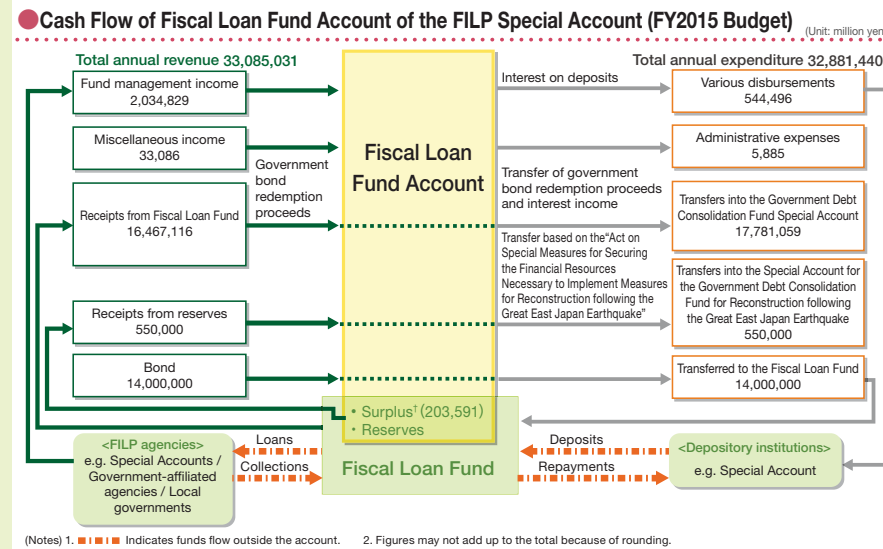 Cash Flow of Fiscal Loan Fund Account of the FILP Special Account (FY2015 Budget)
(Unit: million yen
Total annual revenue 33,085,031
Total annual expenditure 32,881,440
Fund management income
2,034,829
Miscellaneous income
33,086
Receipts from Fiscal Loan Fund
16,467,116
Receipts from reserves
550,000
Bond
14,000,000
Government
bond
redemption
proceeds
Fiscal Loan
Fund Account
Interest on deposits
Transfer of government
bond redemption proceeds
and interest income
Transfer based on the“Act on
Special Measures for Securing
the Financial Resources
Necessary to Implement Measures
for Reconstruction following the
Great East Japan Earthquake”
Various disbursements
544,496
Administrative expenses
5,885
Transfers into the Government Debt
Consolidation Fund Special Account
17,781,059
Transfers into the Special Account for
the Government Debt Consolidation
Fund for Reconstruction following
the Great East Japan Earthquake
550,000
Transferred to the Fiscal Loan Fund
14,000,000
• Surplus† (203,591)
• Reserves
Fiscal Loan Fund
<FILP agencies>
e.g. Special Accounts /
Government-affiliated
agencies / Local
governments
Loans
Collections
Deposits
Repayments
<Depository institutions>
e.g. Special Account
(Notes) 1. Indicates funds flow outside the account. 2. Figures may not add up to the total because of rounding.